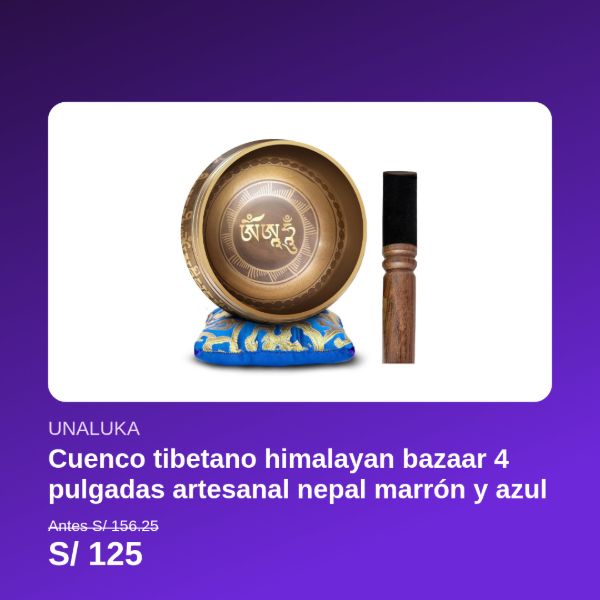 ༀ ཨཱཿ ཧཱུྃ
UNALUKA
Cuenco tibetano himalayan bazaar 4
pulgadas artesanal nepal marrón y azul
Antes S/ 156.25
S/ 125